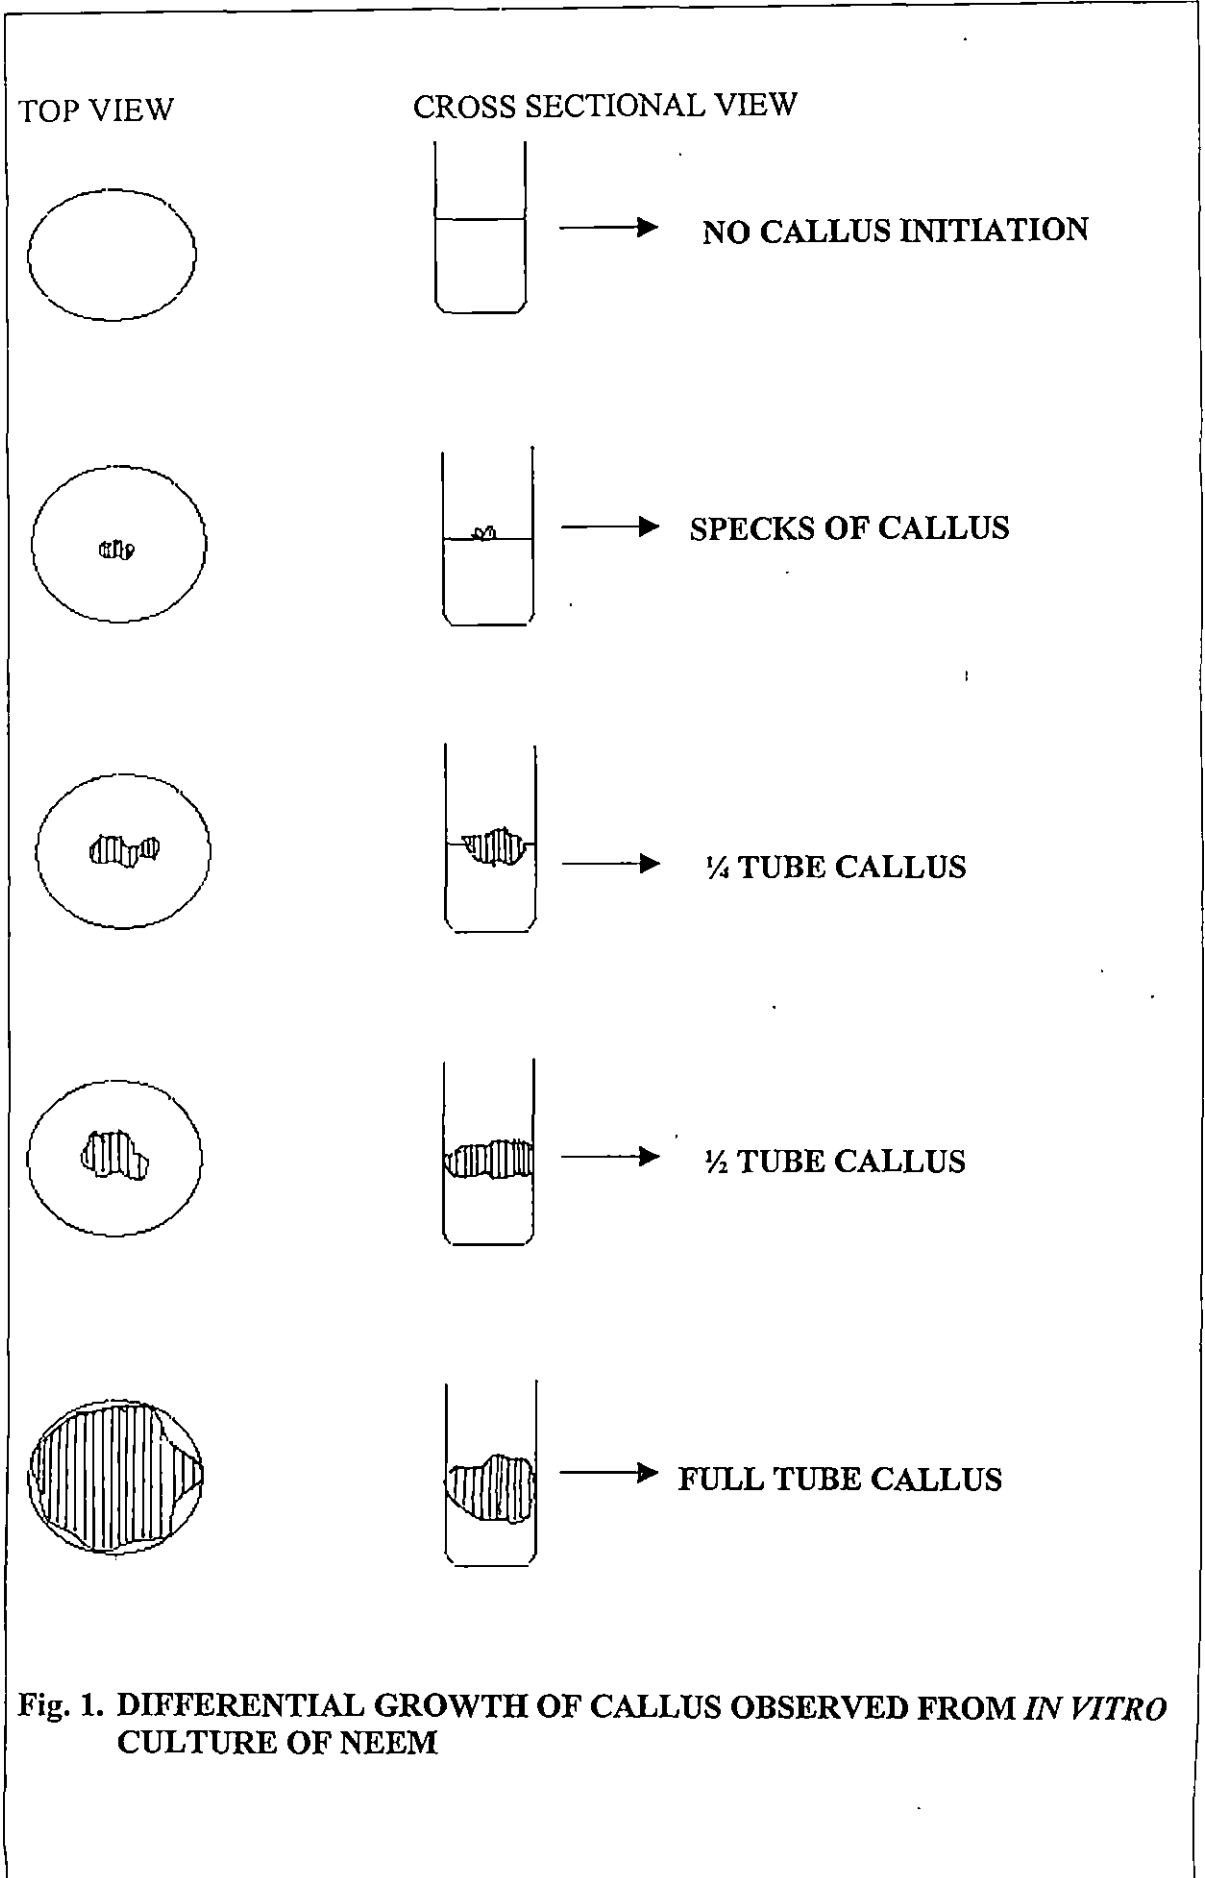 TOP VIEW
CROSS SECTIONAL VIEW
NO CALLUS INITIATION
SPECKS OF CALLUS
¼ TUBE CALLUS
½ TUBE CALLUS
FULL TUBE CALLUS
Fig. 1. DIFFERENTIAL GROWTH OF CALLUS OBSERVED FROM IN VITRO
CULTURE OF NEEM